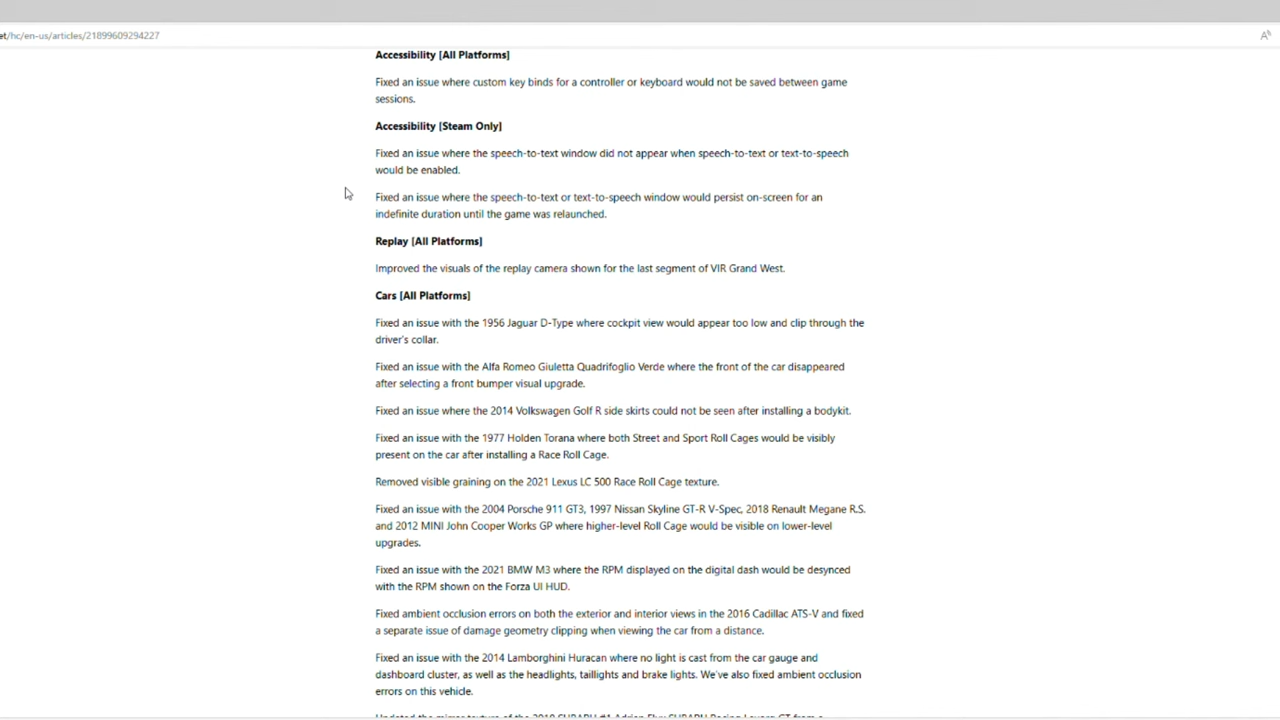 et/hc/en-us/articles/21899609294227
Accessibility [All Platforms]
Fixed an issue where custom key binds for a controller or keyboard would not be saved between game
sessions.
Accessibility [Steam Only]
Fixed an issue where the speech-to-text window did not appear when speech-to-text or text-to-speech
would be enabled.
Fixed an issue where the speech-to-text or text-to-speech window would persist on-screen for an
indefinite duration until the game was relaunched.
Replay [All Platforms]
Improved the visuals of the replay camera shown for the last segment of VIR Grand West.
Cars [All Platforms]
Fixed an issue with the 1956 Jaguar D-Type where cockpit view would appear too low and clip through the
driver's collar.
Fixed an issue with the Alfa Romeo Giuletta Quadrifoglio Verde where the front of the car disappeared
after selecting a front bumper visual upgrade.
Fixed an issue where the 2014 Volkswagen Golf R side skirts could not be seen after installing a bodykit.
Fixed an issue with the 1977 Holden Torana where both Street and Sport Roll Cages would be visibly
present on the car after installing a Race Roll Cage.
Removed visible graining on the 2021 Lexus LC 500 Race Roll Cage texture.
Fixed an issue with the 2004 Porsche 911 GT3, 1997 Nissan Skyline GT-R V-Spec, 2018 Renault Megane R.S.
and 2012 MINI John Cooper Works GP where higher-level Roll Cage would be visible on lower-level
upgrades.
Fixed an issue with the 2021 BMW M3 where the RPM displayed on the digital dash would be desynced
with the RPM shown on the Forza UI HUD.
Fixed ambient occlusion errors on both the exterior and interior views in the 2016 Cadillac ATS-V and fixed
a separate issue of damage geometry clipping when viewing the car from a distance.
Fixed an issue with the 2014 Lamborghini Huracan where no light is cast from the car gauge and
dashboard cluster, as well as the headlights, taillights and brake lights. We've also fixed ambient occlusion
errors on this vehicle.